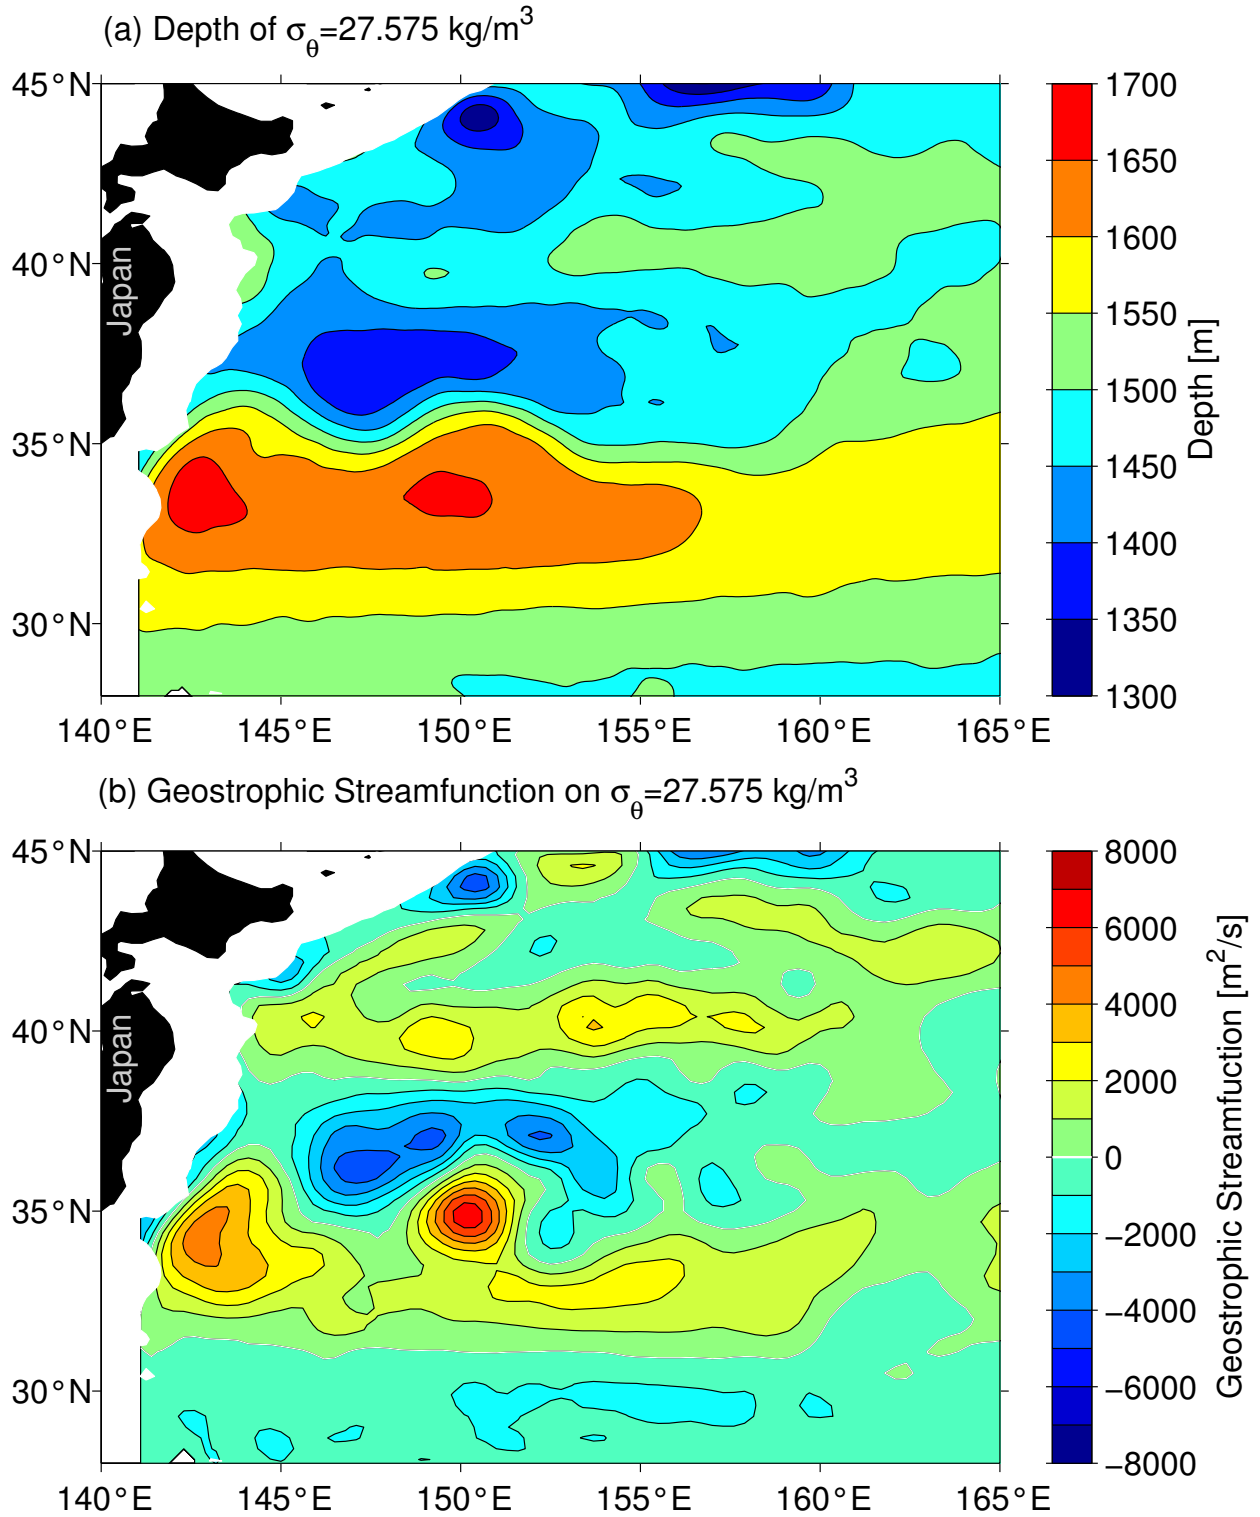 (a) Depth of σθ=27.575 kg/m³
45°N
40°N
35°N
30°N
Japan
140°E 145°E 150°E 155°E 160°E 165°E
1700
1650
1600
1550
1500
1450
1400
1350
1300
Depth [m]
(b) Geostrophic Streamfunction on σθ=27.575 kg/m³
45°N
40°N
35°N
30°N
Japan
140°E 145°E 150°E 155°E 160°E 165°E
8000
6000
4000
2000
0
−2000
−4000
−6000
−8000
Geostrophic Streamfuction [m²/s]